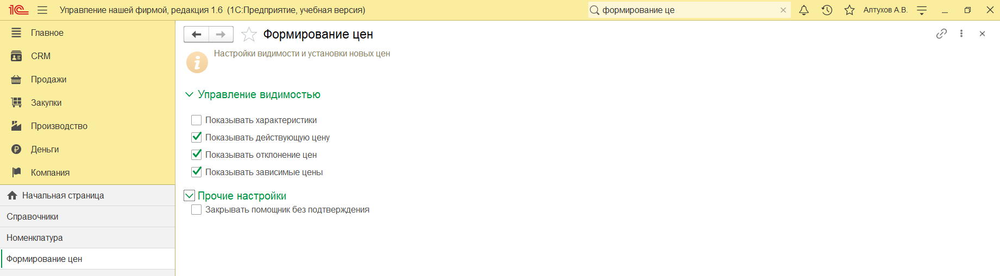 1С Управление нашей фирмой, редакция 1.6 (1С:Предприятие, учебная версия) формирование це Алтухов А.В.
Главное
CRM
Продажи
Закупки
Производство
Деньги
Компания
Начальная страница
Справочники
Номенклатура
Формирование цен
Формирование цен
Настройки видимости и установки новых цен
Управление видимостью
Показывать характеристики
Показывать действующую цену
Показывать отклонение цен
Показывать зависимые цены
Прочие настройки
Закрывать помощник без подтверждения